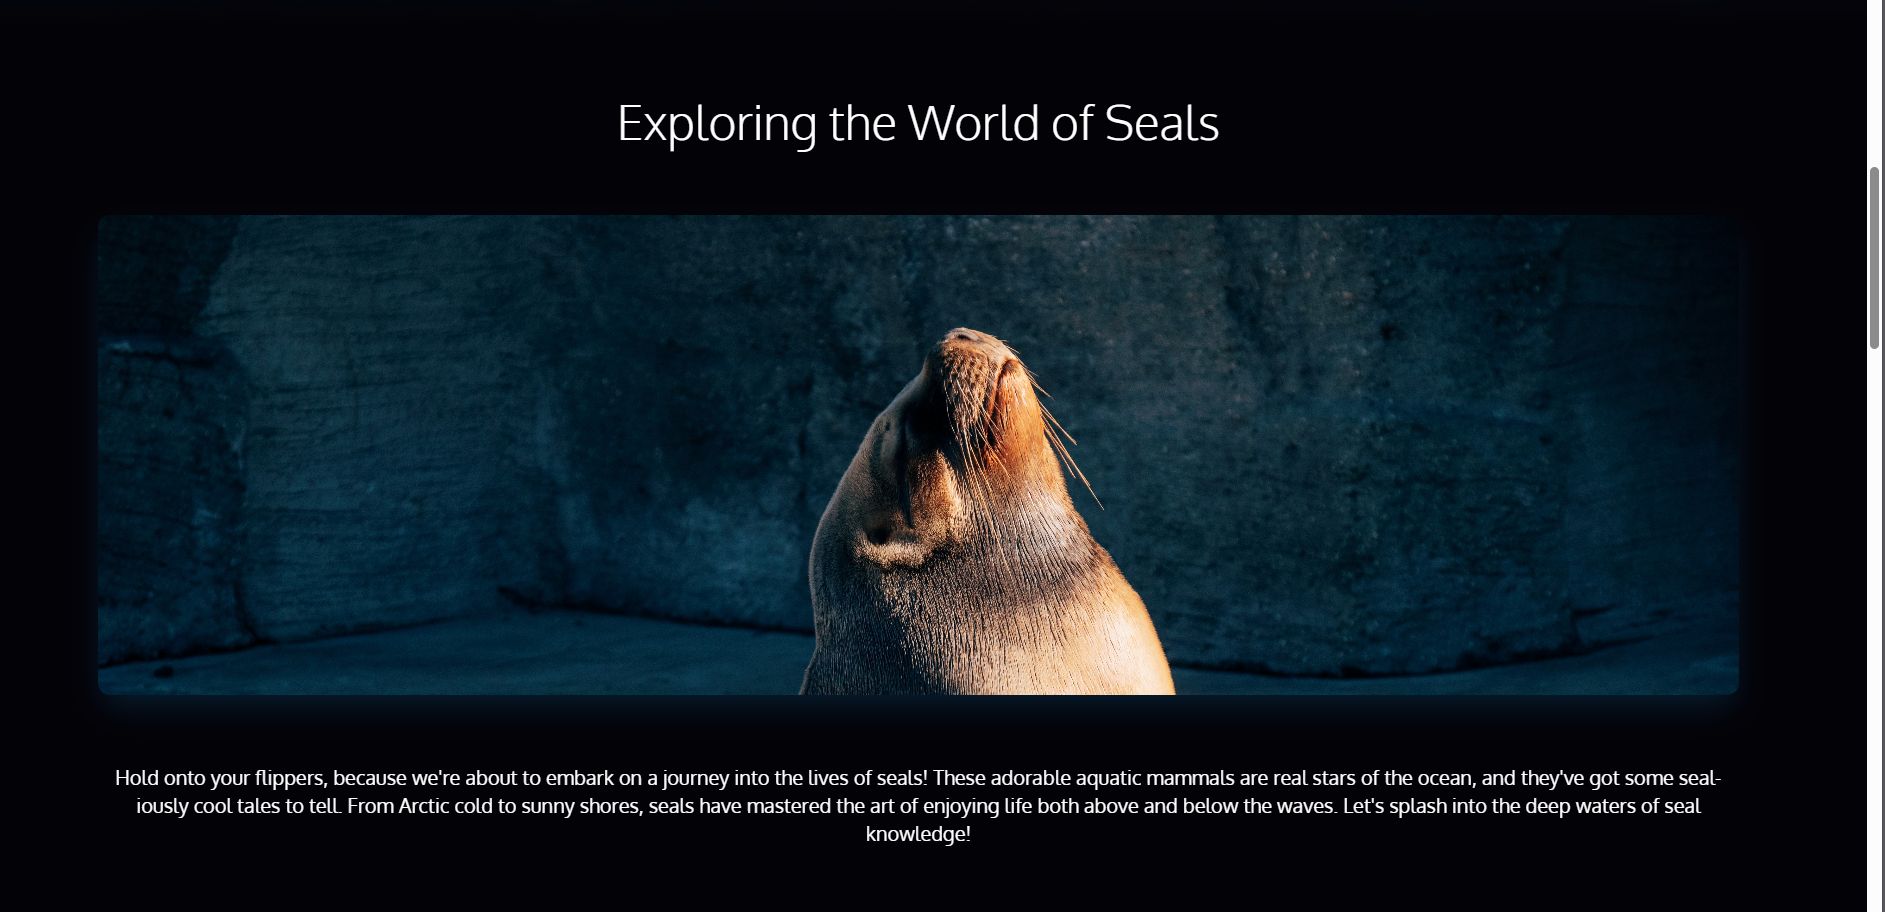 Exploring the World of Seals
Hold onto your flippers, because we're about to embark on a journey into the lives of seals! These adorable aquatic mammals are real stars of the ocean, and they've got some seal-
iously cool tales to tell. From Arctic cold to sunny shores, seals have mastered the art of enjoying life both above and below the waves. Let's splash into the deep waters of seal
knowledge!